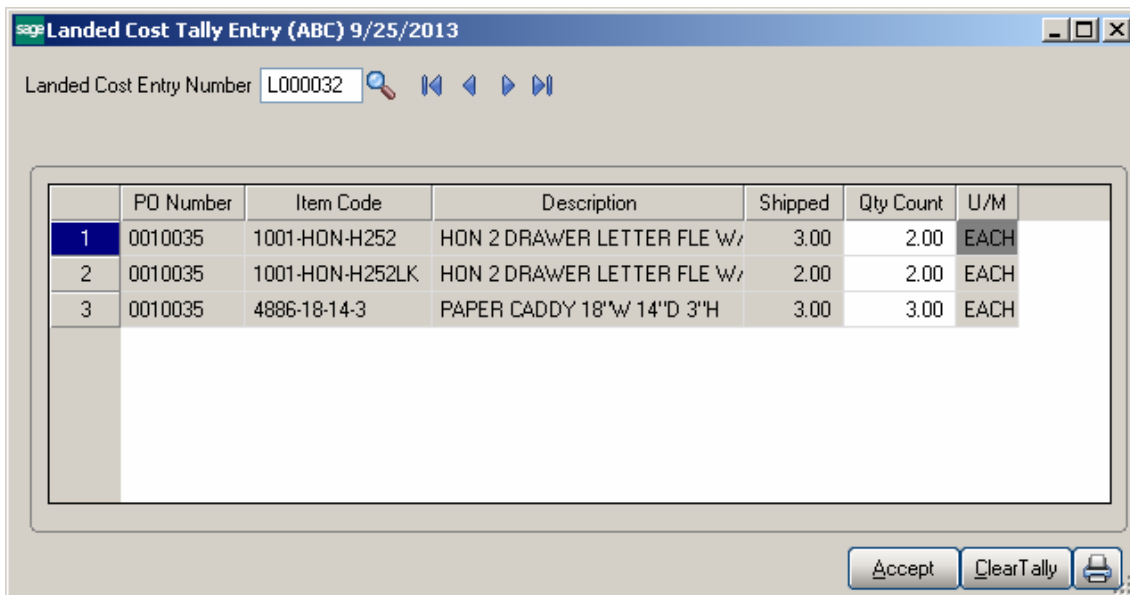 sage Landed Cost Tally Entry (ABC) 9/25/2013
Landed Cost Entry Number L000032
PO Number Item Code Description Shipped Qty Count U/M
1 0010035 1001-HON-H252 HON 2 DRAWER LETTER FLE W/ 3.00 2.00 EACH
2 0010035 1001-HON-H252LK HON 2 DRAWER LETTER FLE W/ 2.00 2.00 EACH
3 0010035 4886-18-14-3 PAPER CADDY 18"W 14"D 3"H 3.00 3.00 EACH
Accept ClearTally